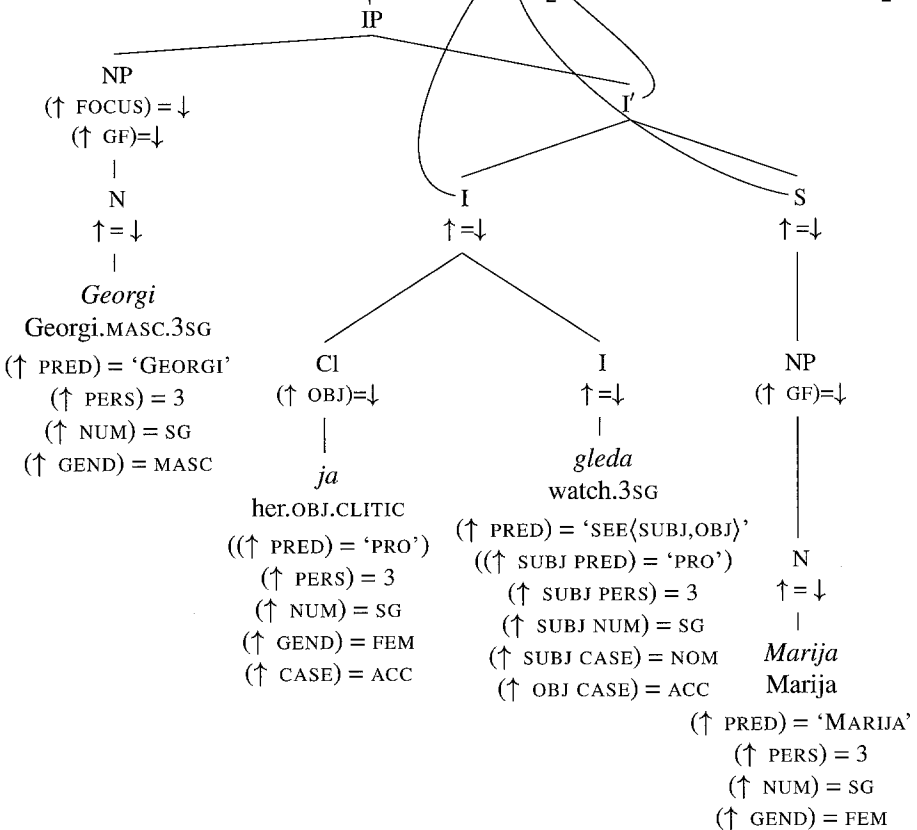 IP
NP
(↑ FOCUS) = ↓
(↑ GF)=↓
I′
N
↑ = ↓
I
↑ =↓
S
↑ =↓
Georgi
Georgi.MASC.3SG
(↑ PRED) = ‘GEORGI’
(↑ PERS) = 3
(↑ NUM) = SG
(↑ GEND) = MASC
Cl
(↑ OBJ)=↓
ja
her.OBJ.CLITIC
((↑ PRED) = ‘PRO’)
(↑ PERS) = 3
(↑ NUM) = SG
(↑ GEND) = FEM
(↑ CASE) = ACC
I
↑ =↓
gleda
watch.3SG
(↑ PRED) = ‘SEE⟨SUBJ,OBJ⟩’
((↑ SUBJ PRED) = ‘PRO’)
(↑ SUBJ PERS) = 3
(↑ SUBJ NUM) = SG
(↑ SUBJ CASE) = NOM
(↑ OBJ CASE) = ACC
NP
(↑ GF)=↓
N
↑ = ↓
Marija
Marija
(↑ PRED) = ‘MARIJA’
(↑ PERS) = 3
(↑ NUM) = SG
(↑ GEND) = FEM